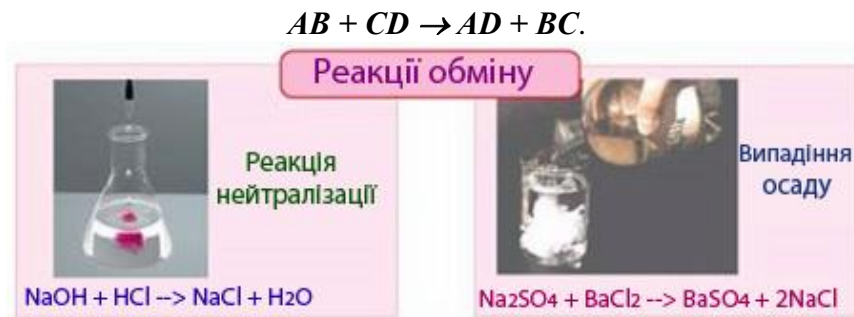 AB + CD → AD + BC.
Реакції обміну
Реакція
нейтралізації
NaOH + HCl --> NaCl + H2O
Випадіння
осаду
Na2SO4 + BaCl2 --> BaSO4 + 2NaCl